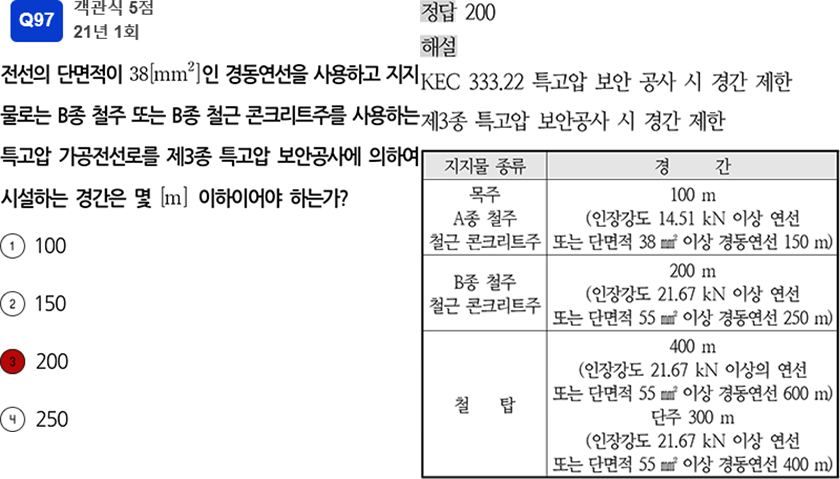 Q97
객관식 5점
21년 1회
전선의 단면적이 38[mm²]인 경동연선을 사용하고 지지
물로는 B종 철주 또는 B종 철근 콘크리트주를 사용하는
특고압 가공전선로를 제3종 특고압 보안공사에 의하여
시설하는 경간은 몇 [m] 이하이어야 하는가?
① 100
② 150
③ 200
④ 250
정답 200
해설
KEC 333.22 특고압 보안 공사 시 경간 제한
제3종 특고압 보안공사 시 경간 제한
지지물 종류 경 간
목주
A종 철주
철근 콘크리트주
100 m
(인장강도 14.51 kN 이상 연선
또는 단면적 38 ㎟ 이상 경동연선 150 m)
B종 철주
철근 콘크리트주
200 m
(인장강도 21.67 kN 이상 연선
또는 단면적 55 ㎟ 이상 경동연선 250 m)
철 탑
400 m
(인장강도 21.67 kN 이상의 연선
또는 단면적 55 ㎟ 이상 경동연선 600 m)
단주 300 m
(인장강도 21.67 kN 이상 연선
또는 단면적 55 ㎟ 이상 경동연선 400 m)